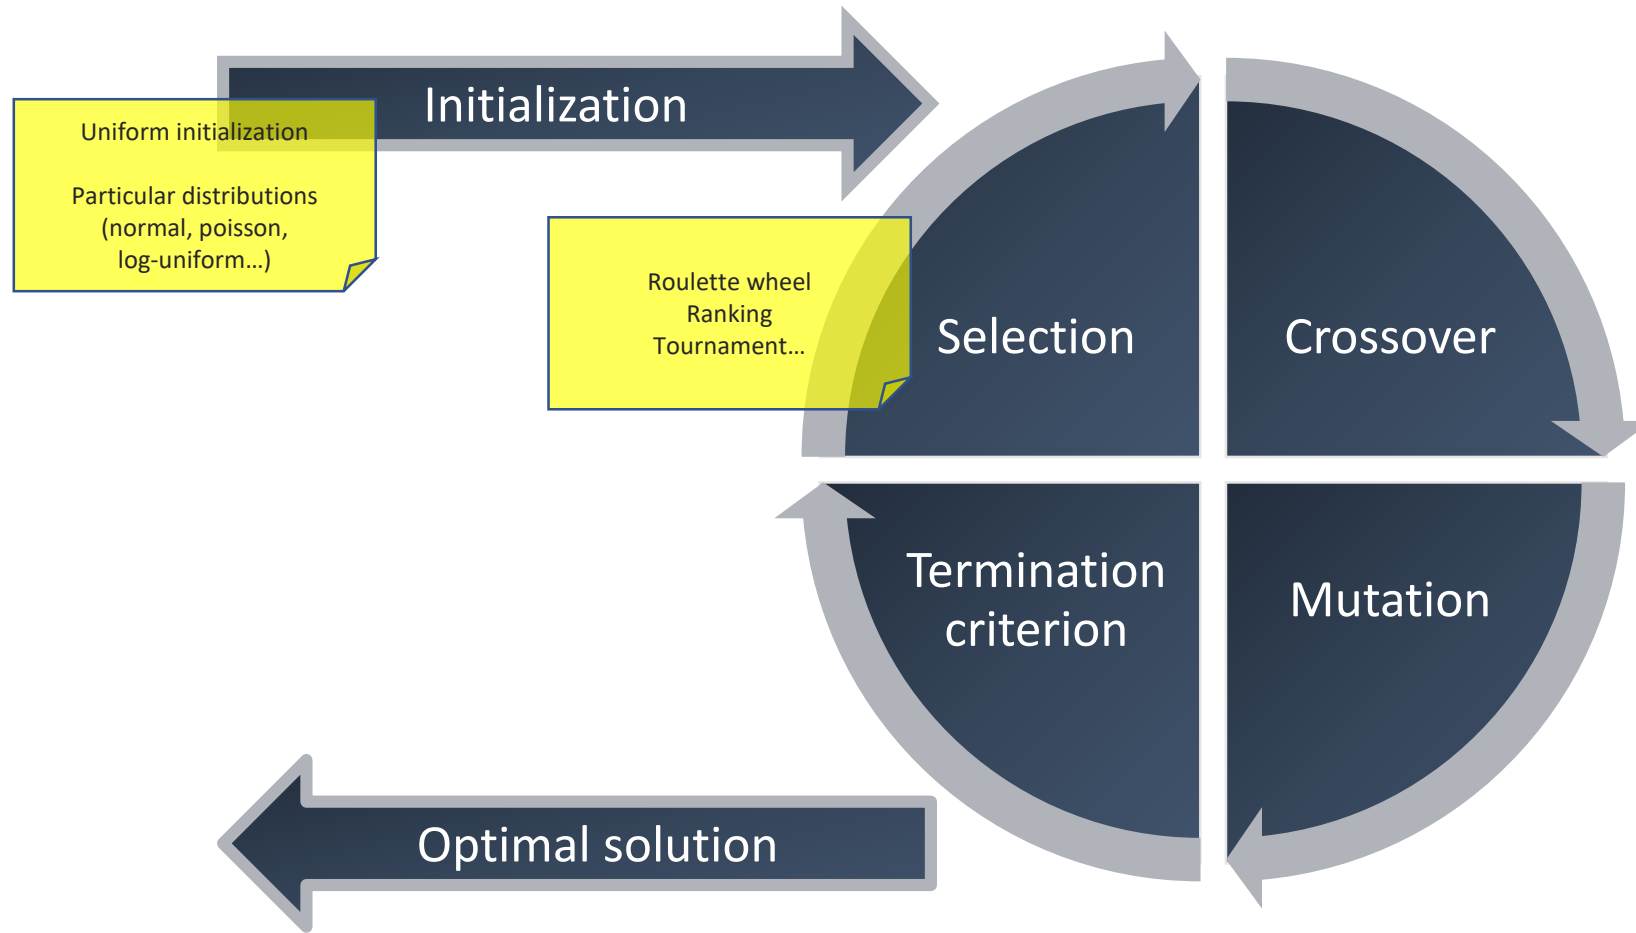 Initialization
Uniform initialization
Particular distributions
(normal, poisson,
log-uniform…)
Roulette wheel
Ranking
Tournament…
Selection
Crossover
Termination
criterion
Mutation
Optimal solution